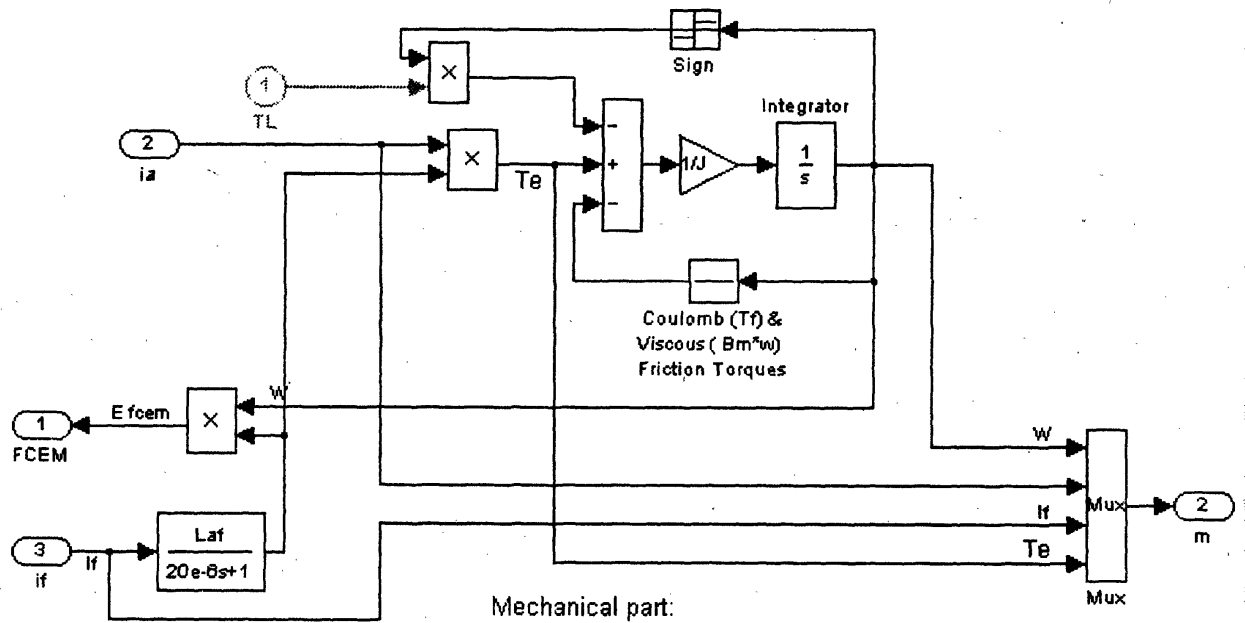 Sign
×
1
TL
Integrator
2
ia
×
Te
−
+
−
1/J
1
s
Coulomb (Tf) &
Viscous ( Bm*w)
Friction Torques
W
E fcem
×
1
FCEM
W
Mux
2
m
If
Laf
20e-6s+1
3
If
if
Te
Mux
Mechanical part: